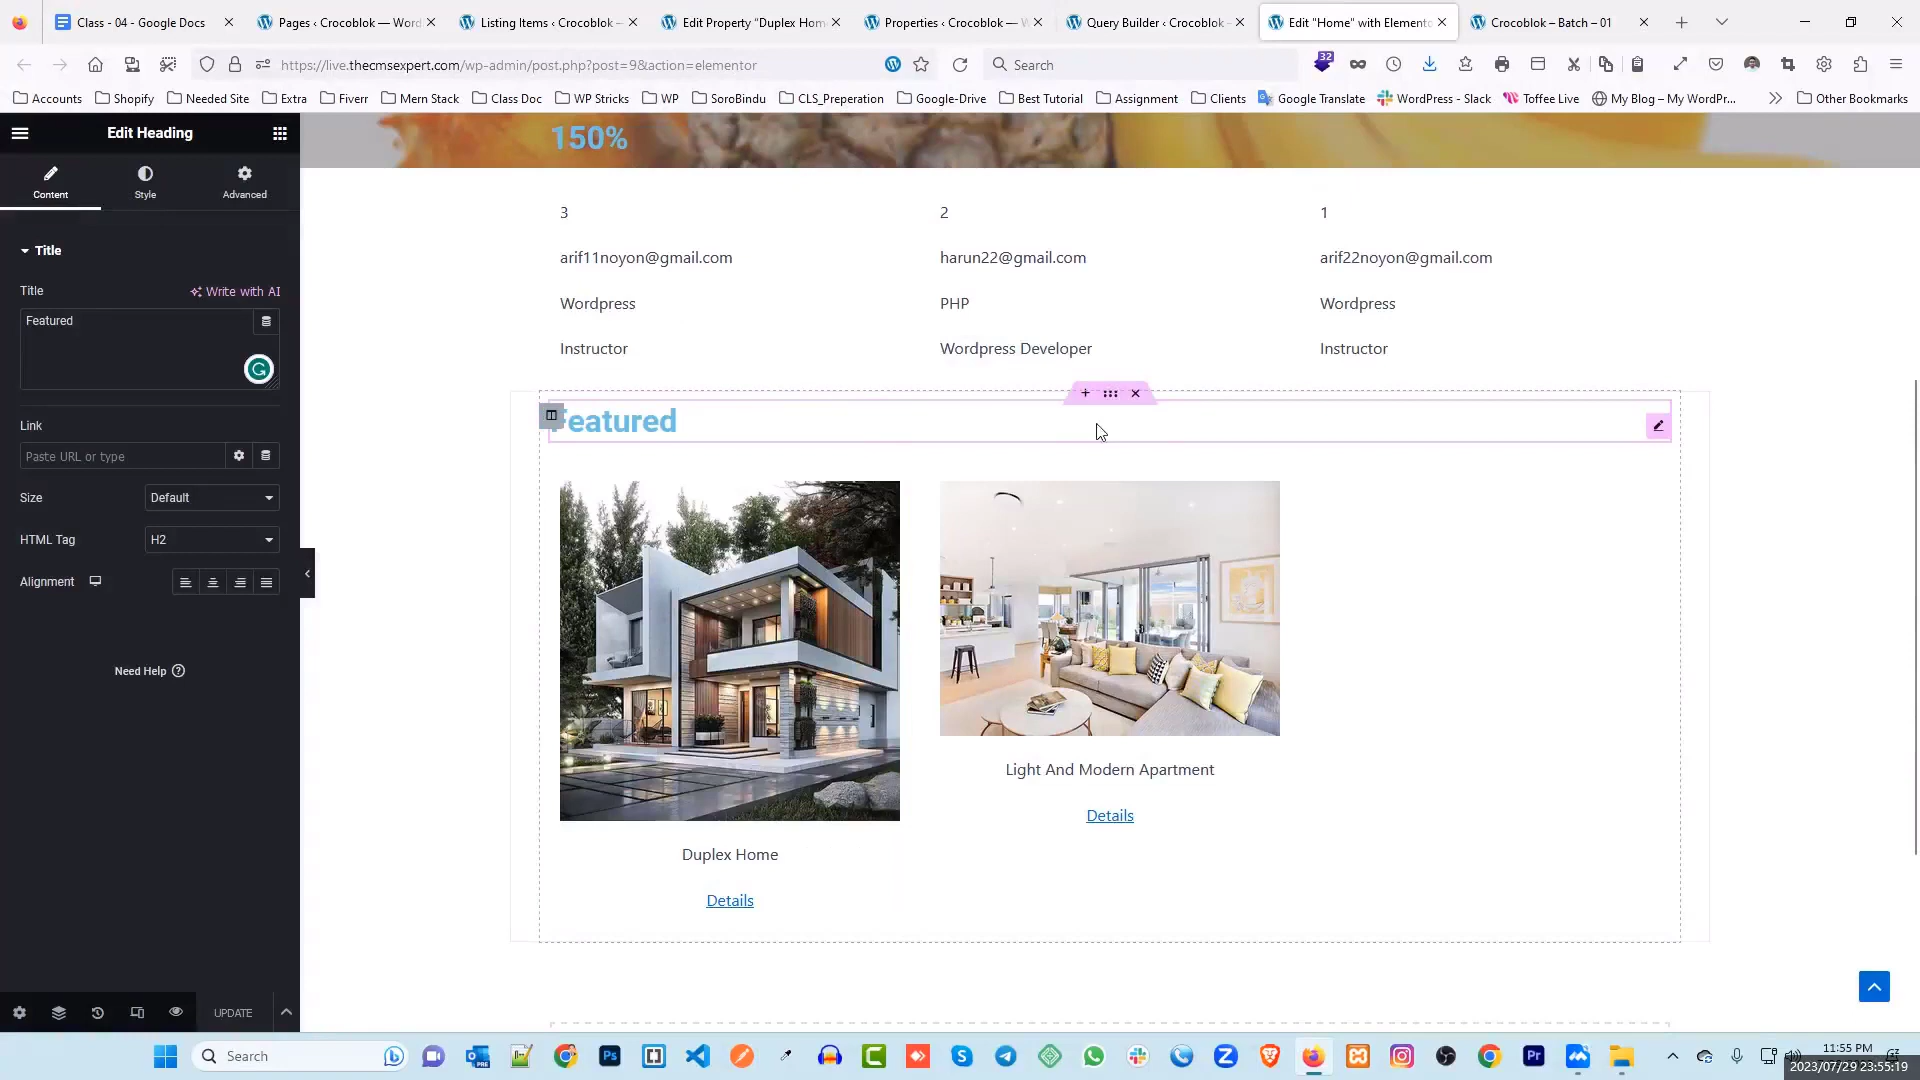 Class - 04 - Google Docs
Pages ‹ Crocoblok — Word
Listing Items ‹ Crocoblok —
Edit Property "Duplex Hom
Properties ‹ Crocoblok — W
Query Builder ‹ Crocoblok —
Edit "Home" with Elemento
Crocoblok – Batch – 01
https://live.thecmsexpert.com/wp-admin/post.php?post=9&action=elementor
Search
32
Accounts
Shopify
Needed Site
Extra
Fiverr
Mern Stack
Class Doc
WP Stricks
WP
SoroBindu
CLS_Preperation
Google-Drive
Best Tutorial
Assignment
Clients
Google Translate
WordPress - Slack
Toffee Live
My Blog – My WordPr...
Other Bookmarks
Edit Heading
Content
Style
Advanced
Title
Title
Write with AI
Featured
Link
Paste URL or type
Size
Default
HTML Tag
H2
Alignment
Need Help
UPDATE
150%
3
2
1
arif11noyon@gmail.com
harun22@gmail.com
arif22noyon@gmail.com
Wordpress
PHP
Wordpress
Instructor
Wordpress Developer
Instructor
Featured
Light And Modern Apartment
Details
Duplex Home
Details
Search
11:55 PM
2023/07/29 23:55:19